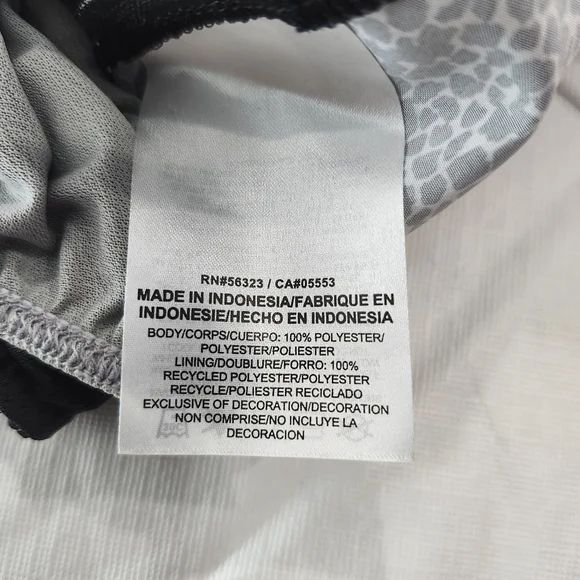 RN#56323 / CA#05553
MADE IN INDONESIA/FABRIQUE EN
INDONESIE/HECHO EN INDONESIA
BODY/CORPS/CUERPO: 100% POLYESTER/
POLYESTER/POLIESTER
LINING/DOUBLURE/FORRO: 100%
RECYCLED POLYESTER/POLYESTER
RECYCLE/POLIESTER RECICLADO
EXCLUSIVE OF DECORATION/DECORATION
NON COMPRISE/NO INCLUYE LA
DECORACION